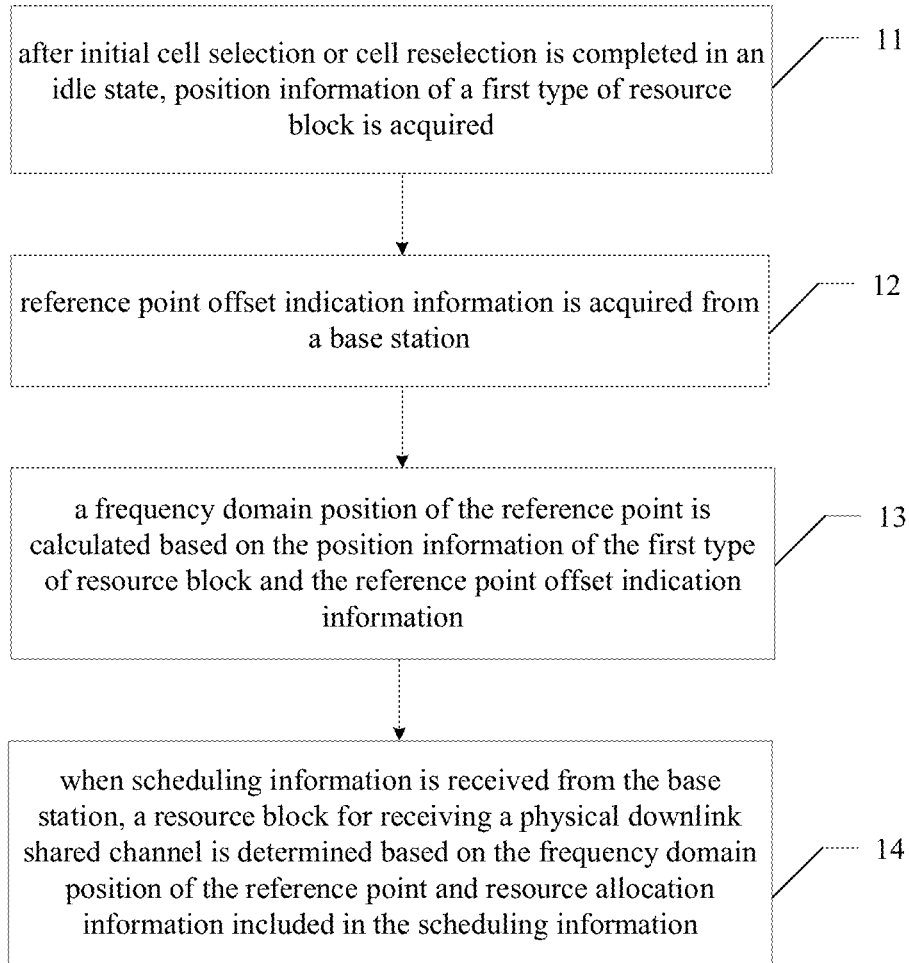 after initial cell selection or cell reselection is completed in an
idle state, position information of a first type of resource
block is acquired
11
reference point offset indication information is acquired from
a base station
12
a frequency domain position of the reference point is
calculated based on the position information of the first type
of resource block and the reference point offset indication
information
13
when scheduling information is received from the base
station, a resource block for receiving a physical downlink
shared channel is determined based on the frequency domain
position of the reference point and resource allocation
information included in the scheduling information
14